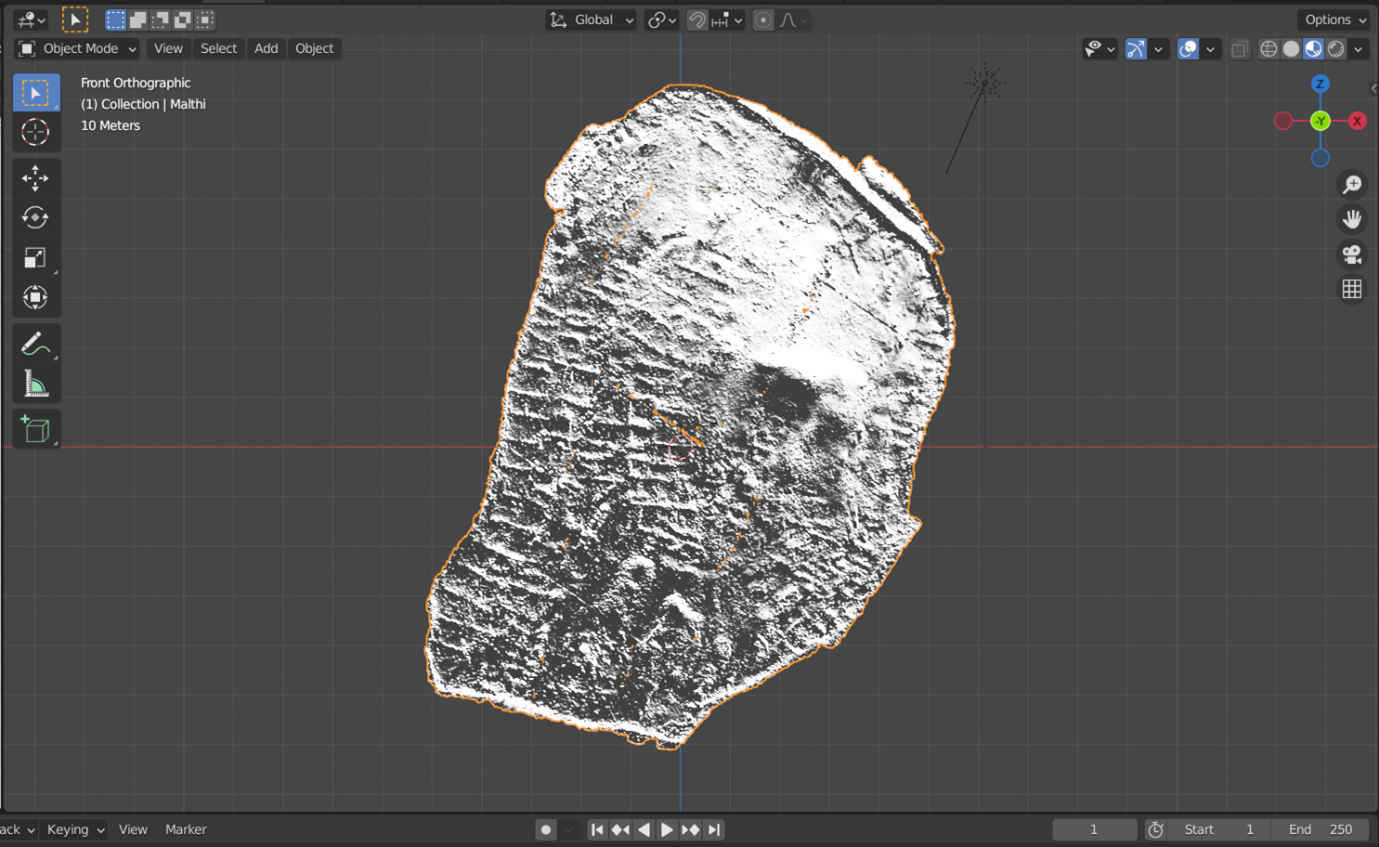 Global
Options
Object Mode View Select Add Object
Front Orthographic
(1) Collection | Malthi
10 Meters
Z
-Y X
ack Keying View Marker 1 Start 1 End 250